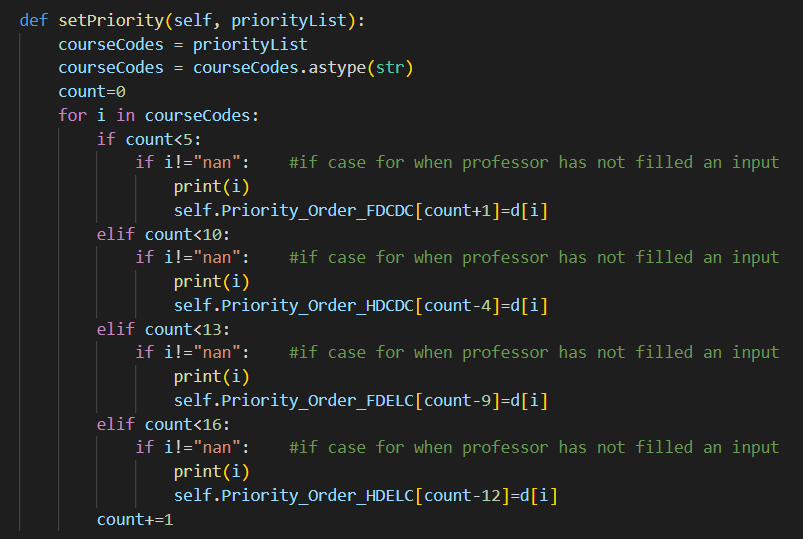 def setPriority(self, priorityList):
    courseCodes = priorityList
    courseCodes = courseCodes.astype(str)
    count=0
    for i in courseCodes:
        if count<5:
            if i!="nan":    #if case for when professor has not filled an input
                print(i)
                self.Priority_Order_FDCDC[count+1]=d[i]
        elif count<10:
            if i!="nan":    #if case for when professor has not filled an input
                print(i)
                self.Priority_Order_HDCDC[count-4]=d[i]
        elif count<13:
            if i!="nan":    #if case for when professor has not filled an input
                print(i)
                self.Priority_Order_FDELC[count-9]=d[i]
        elif count<16:
            if i!="nan":    #if case for when professor has not filled an input
                print(i)
                self.Priority_Order_HDELC[count-12]=d[i]
        count+=1